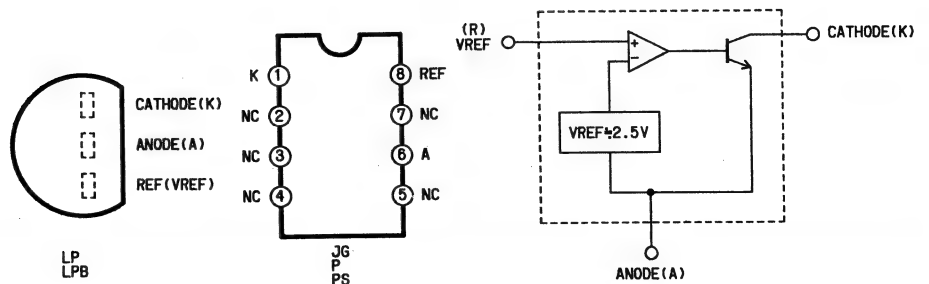 CATHODE(K)
ANODE(A)
REF(VREF)
LP
LPB
K 1
NC 2
NC 3
NC 4
8 REF
7 NC
6 A
5 NC
JG
P
PS
(R)
VREF
+
−
VREF≒2.5V
CATHODE(K)
ANODE(A)